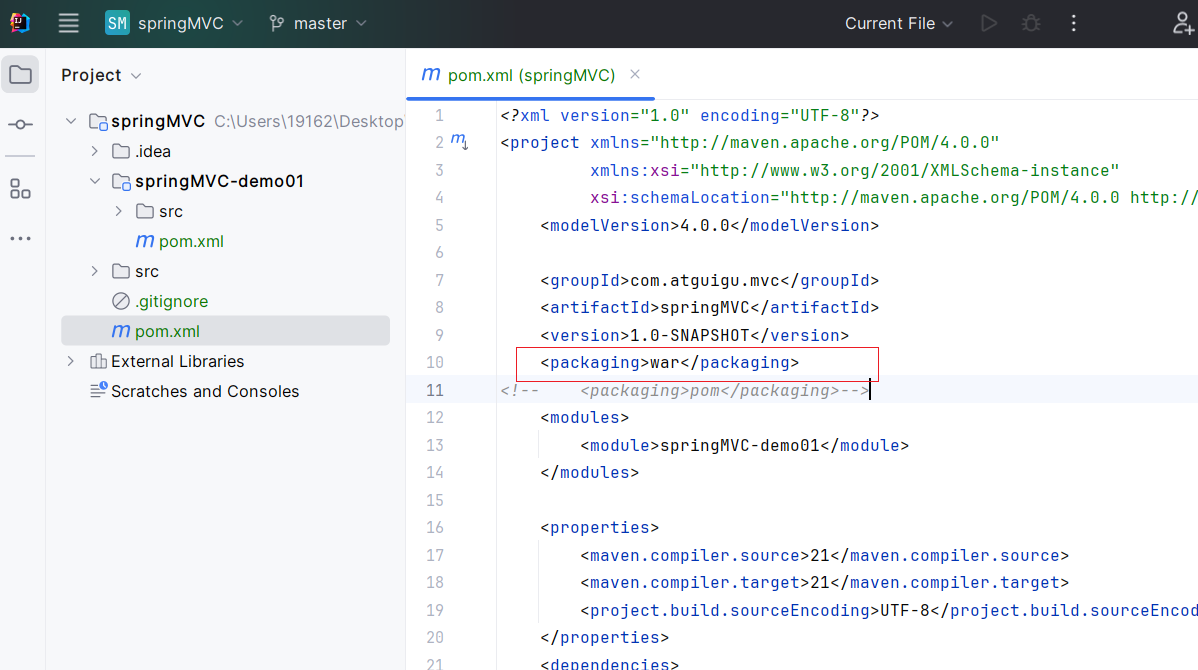 SM springMVC master Current File
Project
springMVC C:\Users\19162\Desktop
.idea
springMVC-demo01
src
m pom.xml
src
.gitignore
m pom.xml
External Libraries
Scratches and Consoles
m pom.xml (springMVC)
1 <?xml version="1.0" encoding="UTF-8"?>
2 <project xmlns="http://maven.apache.org/POM/4.0.0"
3 xmlns:xsi="http://www.w3.org/2001/XMLSchema-instance"
4 xsi:schemaLocation="http://maven.apache.org/POM/4.0.0 http://
5 <modelVersion>4.0.0</modelVersion>
6
7 <groupId>com.atguigu.mvc</groupId>
8 <artifactId>springMVC</artifactId>
9 <version>1.0-SNAPSHOT</version>
10 <packaging>war</packaging>
11 <!-- <packaging>pom</packaging>-->
12 <modules>
13 <module>springMVC-demo01</module>
14 </modules>
15
16 <properties>
17 <maven.compiler.source>21</maven.compiler.source>
18 <maven.compiler.target>21</maven.compiler.target>
19 <project.build.sourceEncoding>UTF-8</project.build.sourceEncod
20 </properties>
21 <dependencies>